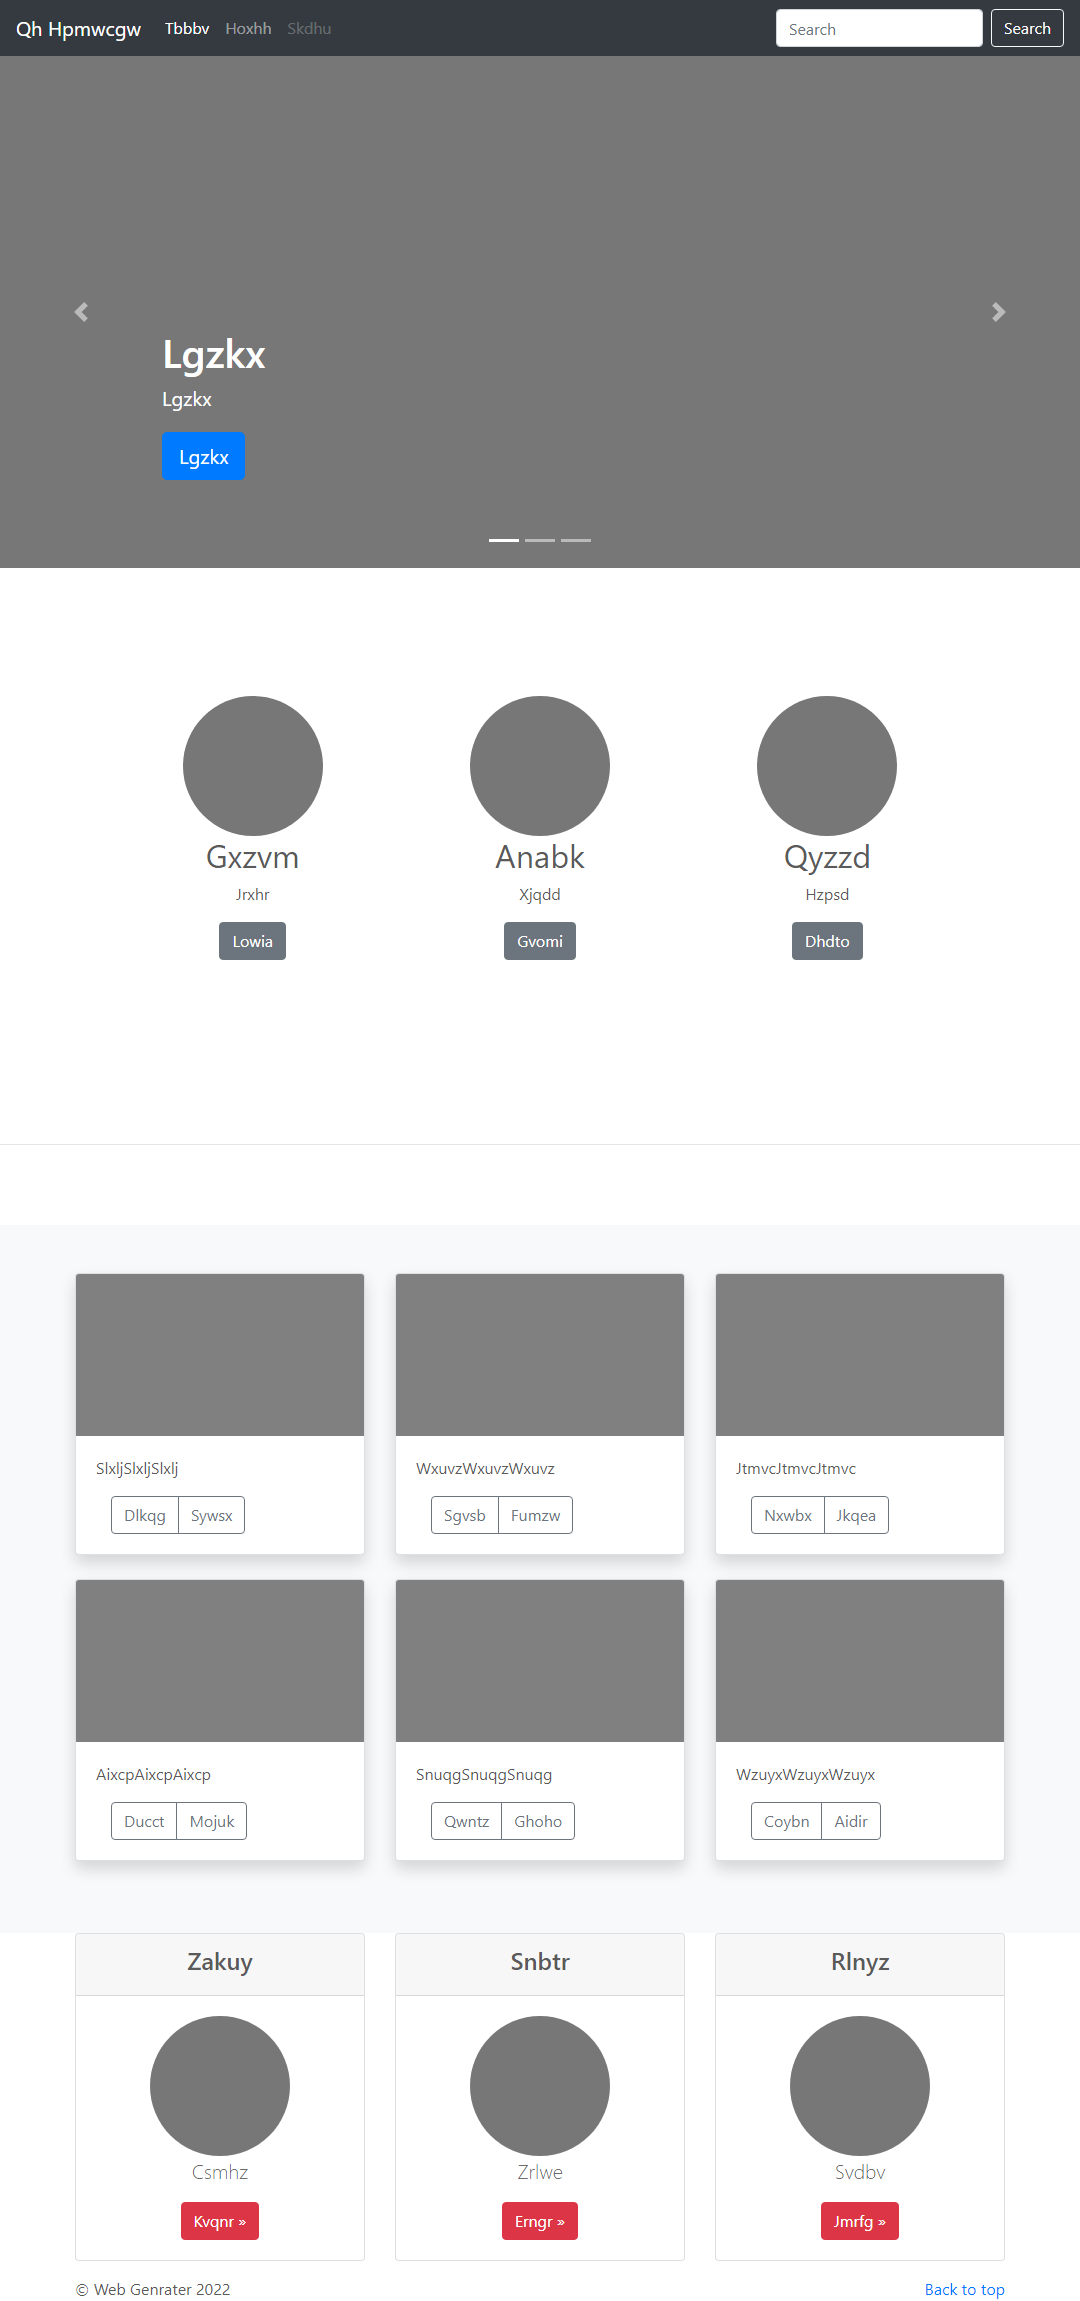 Qh Hpmwcgw Tbbbv Hoxhh Skdhu Search Search
Lgzkx
Lgzkx
Lgzkx
Gxzvm Anabk Qyzzd
Jrxhr Xjqdd Hzpsd
Lowia Gvomi Dhdto
SlxljSlxljSlxlj WxuvzWxuvzWxuvz JtmvcJtmvcJtmvc
Dlkqg Sywsx Sgvsb Fumzw Nxwbx Jkqea
AixcpAixcpAixcp SnuqgSnuqgSnuqg WzuyxWzuyxWzuyx
Ducct Mojuk Qwntz Ghoho Coybn Aidir
Zakuy Snbtr Rlnyz
Csmhz Zrlwe Svdbv
Kvqnr » Erngr » Jmrfg »
© Web Genrater 2022 Back to top